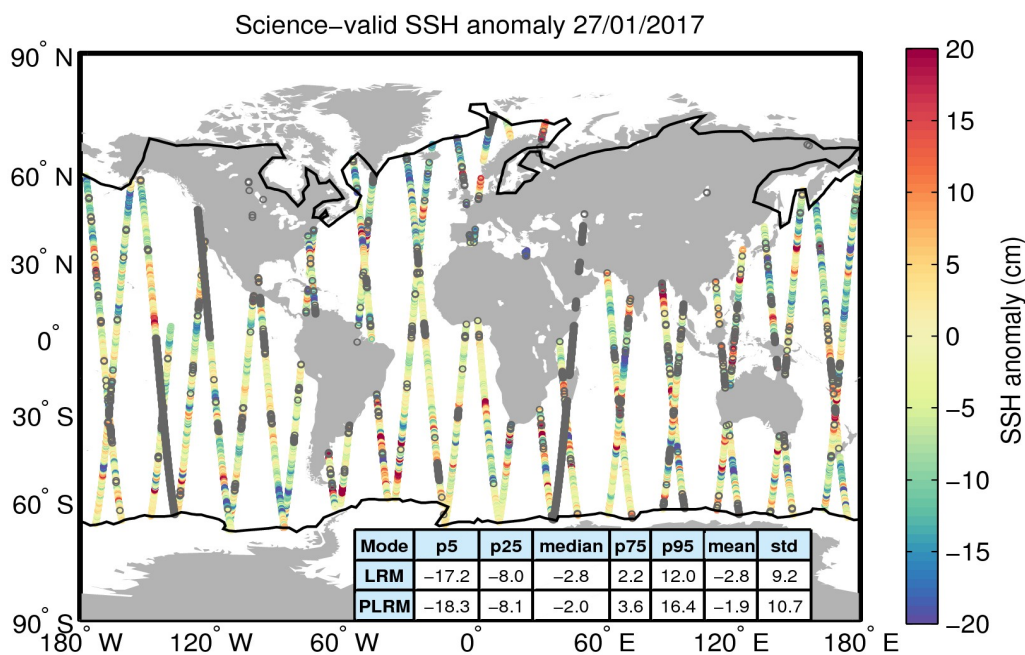 Science−valid SSH anomaly 27/01/2017
90° N
60° N
30° N
0°
30° S
60° S
90° S
180° W
120° W
60° W
0°
60° E
120° E
180° E
Mode p5 p25 median p75 p95 mean std
LRM −17.2 −8.0 −2.8 2.2 12.0 −2.8 9.2
PLRM −18.3 −8.1 −2.0 3.6 16.4 −1.9 10.7
20
15
10
5
0
−5
−10
−15
−20
SSH anomaly (cm)